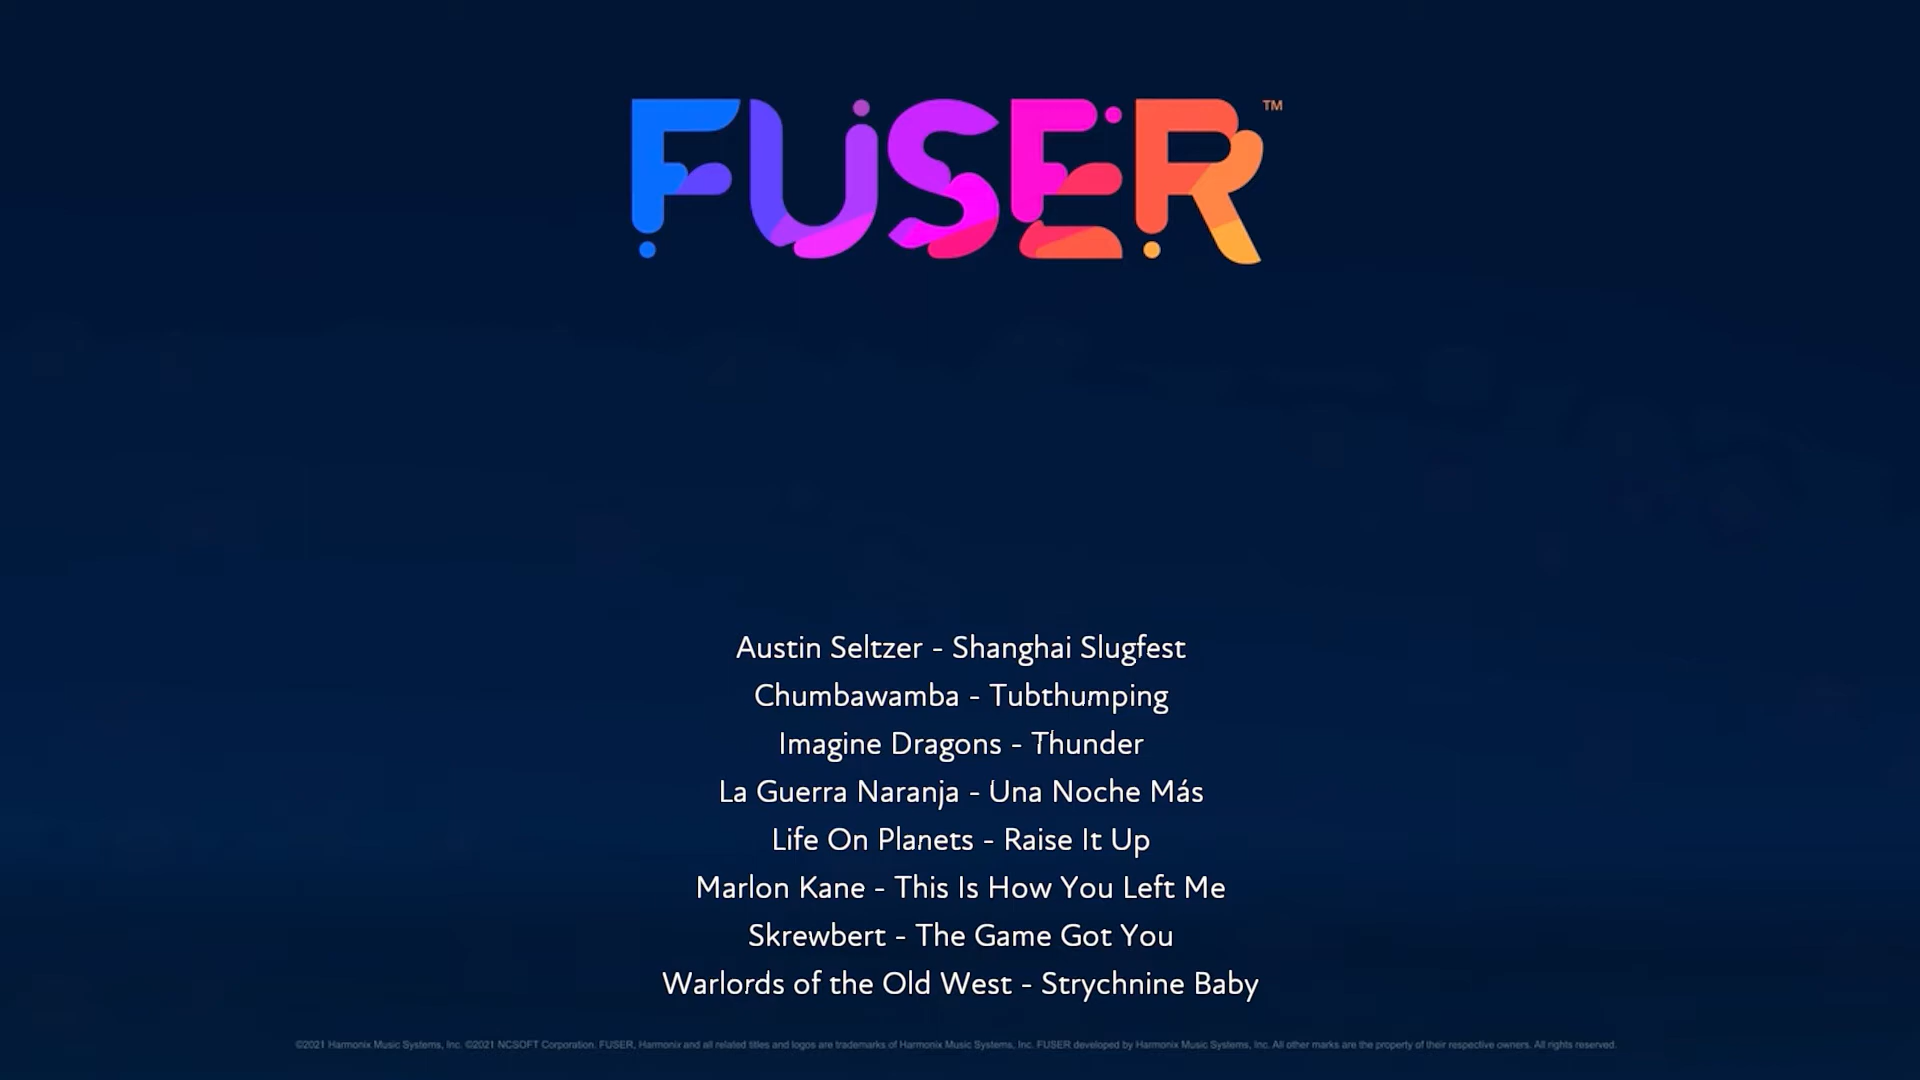 FUSER™
Austin Seltzer - Shanghai Slugfest
Chumbawamba - Tubthumping
Imagine Dragons - Thunder
La Guerra Naranja - Una Noche Más
Life On Planets - Raise It Up
Marlon Kane - This Is How You Left Me
Skrewbert - The Game Got You
Warlords of the Old West - Strychnine Baby
©2021 Harmonix Music Systems, Inc. ©2021 NCSOFT Corporation. FUSER, Harmonix and all related titles and logos are trademarks of Harmonix Music Systems, Inc. FUSER developed by Harmonix Music Systems, Inc. All other marks are the property of their respective owners. All rights reserved.